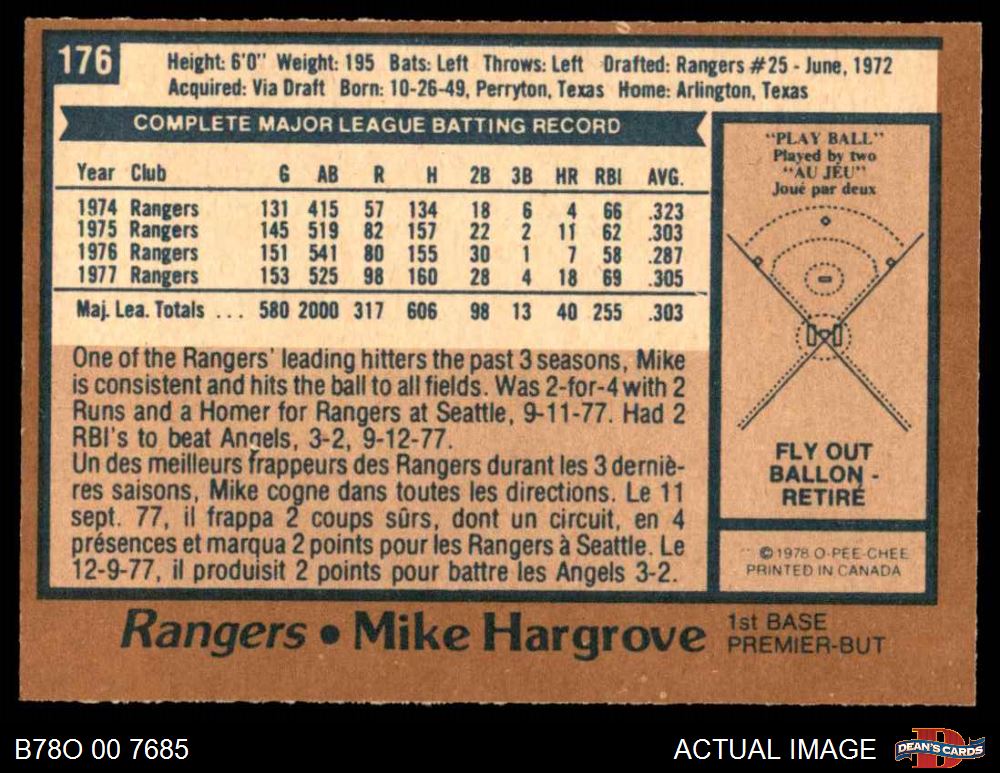 176
Height: 6'0" Weight: 195 Bats: Left Throws: Left Drafted: Rangers #25 - June, 1972
Acquired: Via Draft Born: 10-26-49, Perryton, Texas Home: Arlington, Texas
COMPLETE MAJOR LEAGUE BATTING RECORD
Year Club G AB R H 2B 3B HR RBI AVG.
1974 Rangers 131 415 57 134 18 6 4 66 .323
1975 Rangers 145 519 82 157 22 2 11 62 .303
1976 Rangers 151 541 80 155 30 1 7 58 .287
1977 Rangers 153 525 98 160 28 4 18 69 .305
Maj. Lea. Totals ... 580 2000 317 606 98 13 40 255 .303
One of the Rangers' leading hitters the past 3 seasons, Mike
is consistent and hits the ball to all fields. Was 2-for-4 with 2
Runs and a Homer for Rangers at Seattle, 9-11-77. Had 2
RBI's to beat Angels, 3-2, 9-12-77.
Un des meilleurs frappeurs des Rangers durant les 3 derniè-
res saisons, Mike cogne dans toutes les directions. Le 11
sept. 77, il frappa 2 coups sûrs, dont un circuit, en 4
présences et marqua 2 points pour les Rangers à Seattle. Le
12-9-77, il produisit 2 points pour battre les Angels 3-2.
"PLAY BALL"
Played by two
"AU JEU"
Joué par deux
FLY OUT
BALLON -
RETIRÉ
©1978 O-PEE-CHEE
PRINTED IN CANADA
Rangers • Mike Hargrove
1st BASE
PREMIER-BUT
B78O 00 7685
ACTUAL IMAGE
DEAN'S CARDS